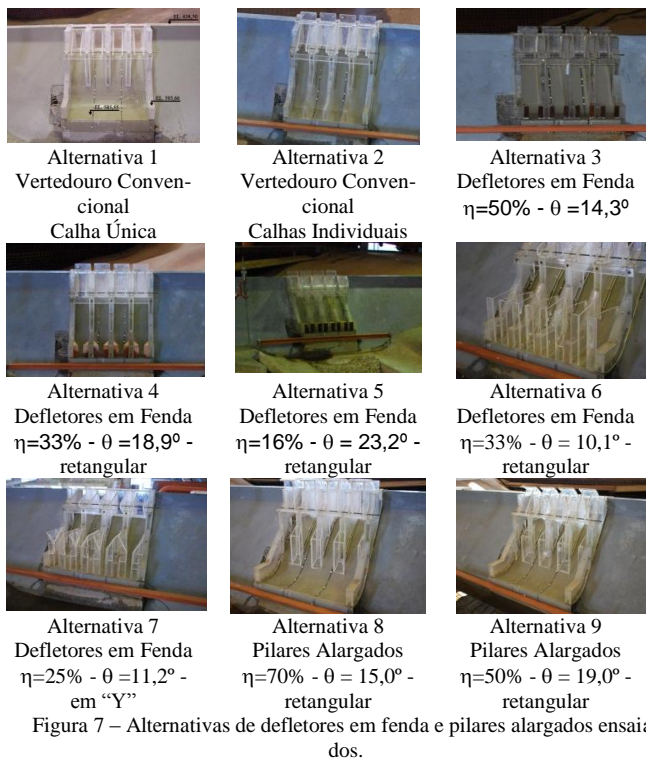 Alternativa 1
Vertedouro Conven-
cional
Calha Única
Alternativa 2
Vertedouro Conven-
cional
Calhas Individuais
Alternativa 3
Defletores em Fenda
η=50% - θ =14,3º
Alternativa 4
Defletores em Fenda
η=33% - θ =18,9º -
retangular
Alternativa 5
Defletores em Fenda
η=16% - θ = 23,2º -
retangular
Alternativa 6
Defletores em Fenda
η=33% - θ = 10,1º -
retangular
Alternativa 7
Defletores em Fenda
η=25% - θ =11,2º -
em “Y”
Alternativa 8
Pilares Alargados
η=70% - θ = 15,0º -
retangular
Alternativa 9
Pilares Alargados
η=50% - θ = 19,0º -
retangular
Figura 7 – Alternativas de defletores em fenda e pilares alargados ensaia
dos.